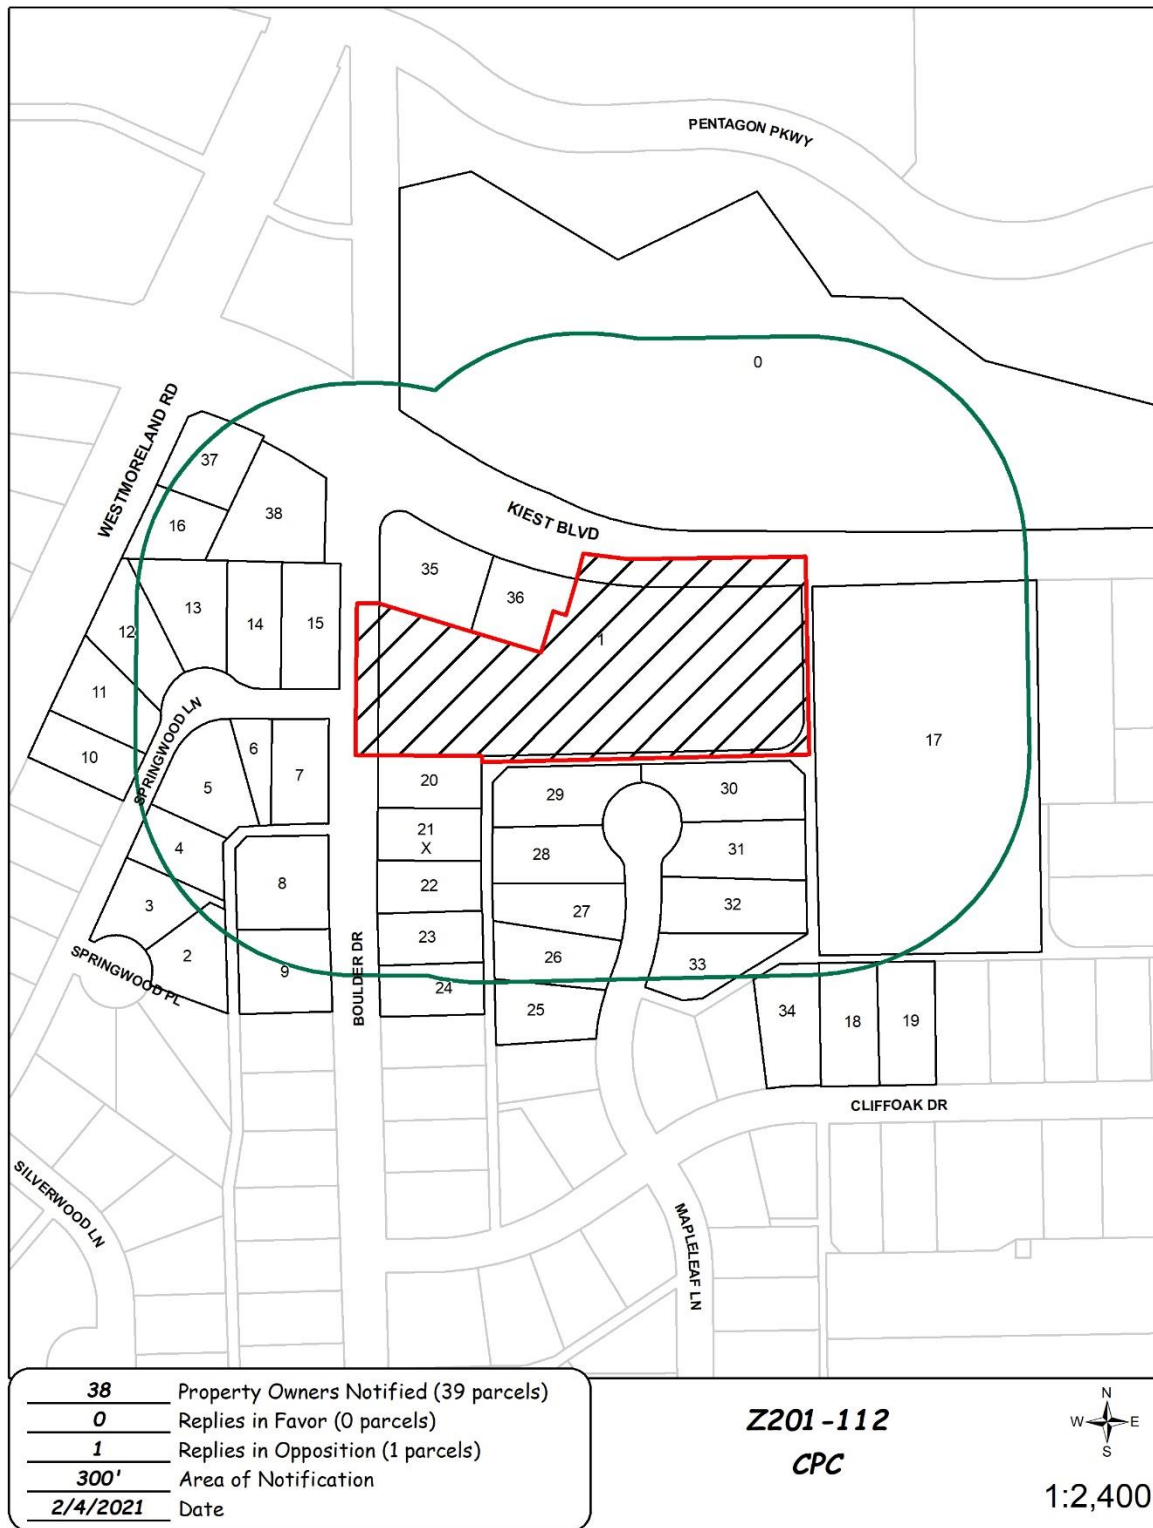 PENTAGON PKWY
0
WESTMORELAND RD
37
16
38
KIEST BLVD
35
36
1
12
13
14
15
11
10
SPRINGWOOD LN
17
6
7
5
4
3
2
SPRINGWOOD PL
8
9
BOULDER DR
20
21
X
22
23
24
29
30
28
31
27
32
26
33
25
34
18
19
CLIFFOAK DR
SILVERWOOD LN
MAPLELEAF LN
38 Property Owners Notified (39 parcels)
0 Replies in Favor (0 parcels)
1 Replies in Opposition (1 parcels)
300' Area of Notification
2/4/2021 Date
Z201-112
CPC
N
W E
S
1:2,400